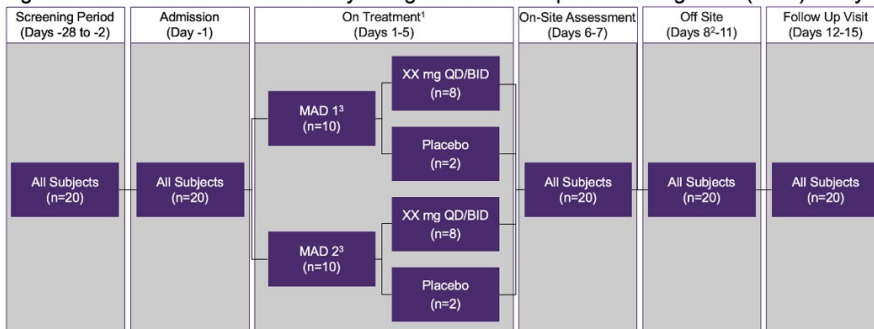 Screening Period
(Days -28 to -2)
Admission
(Day -1)
On Treatment¹
(Days 1-5)
On-Site Assessment
(Days 6-7)
Off Site
(Days 8²-11)
Follow Up Visit
(Days 12-15)
All Subjects
(n=20)
All Subjects
(n=20)
MAD 1³
(n=10)
XX mg QD/BID
(n=8)
Placebo
(n=2)
MAD 2³
(n=10)
XX mg QD/BID
(n=8)
Placebo
(n=2)
All Subjects
(n=20)
All Subjects
(n=20)
All Subjects
(n=20)